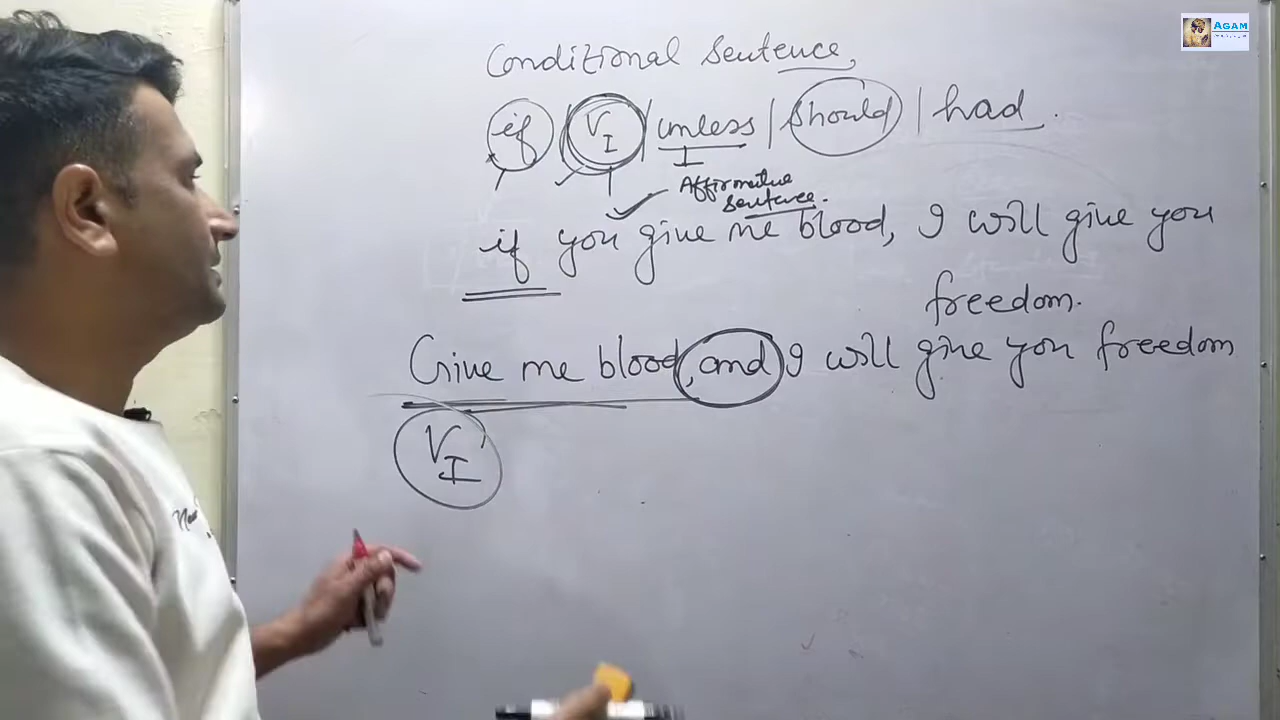 Conditional Sentence,
if | VI | unless | should | had.
I
Affirmative
sentence.
if you give me blood, I will give you
freedom.
Give me blood, and I will give you freedom
VI
AGAM